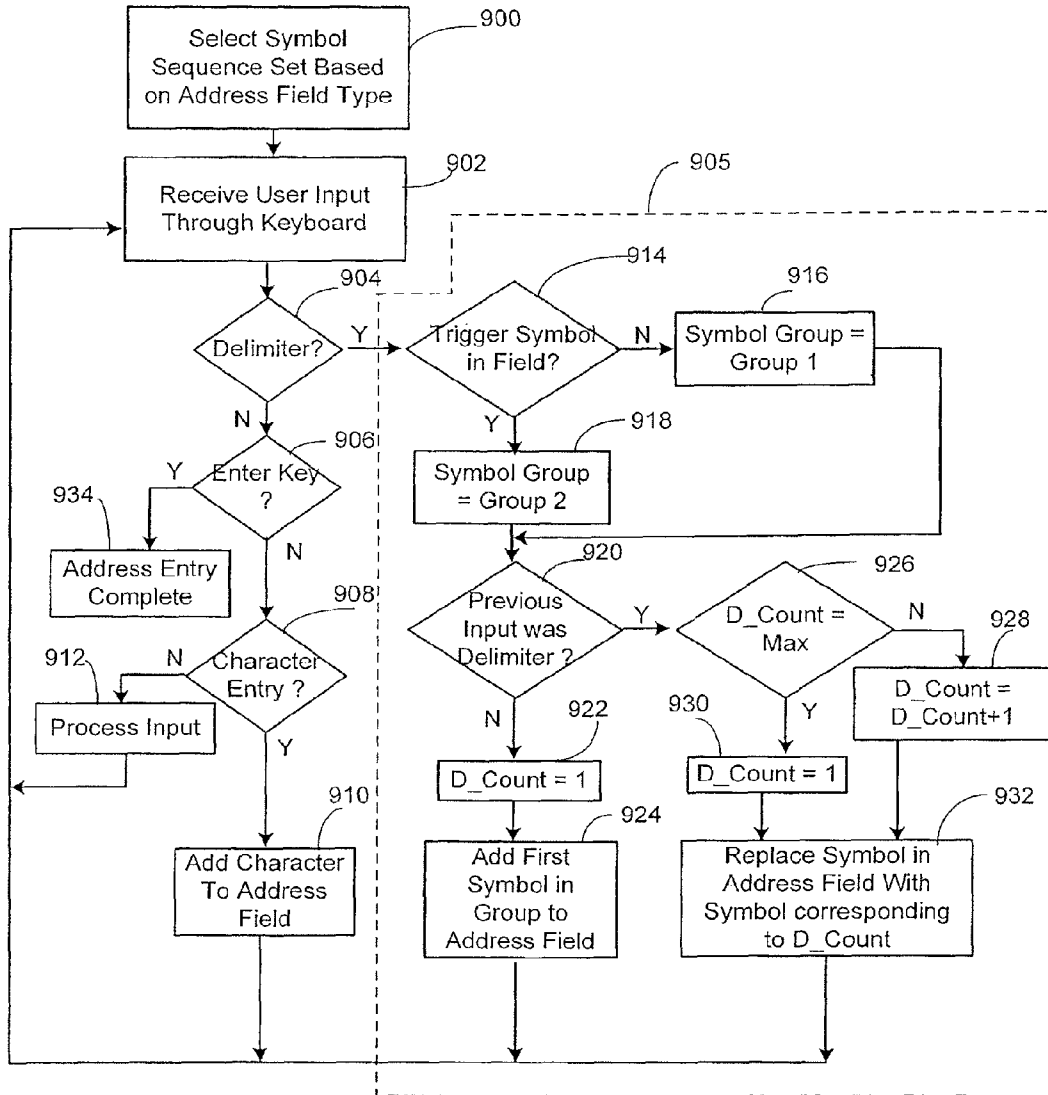 900
Select Symbol
Sequence Set Based
on Address Field Type
902
Receive User Input
Through Keyboard
905
904
Delimiter?
Y
N
914
Trigger Symbol
in Field?
N
Y
916
Symbol Group =
Group 1
918
Symbol Group
= Group 2
906
Enter Key
?
Y
N
934
Address Entry
Complete
908
Character
Entry ?
N
Y
912
Process Input
910
Add Character
To Address
Field
920
Previous
Input was
Delimiter ?
Y
N
922
D_Count = 1
924
Add First
Symbol in
Group to
Address Field
926
D_Count =
Max
N
Y
928
D_Count =
D_Count+1
930
D_Count = 1
932
Replace Symbol in
Address Field With
Symbol corresponding
to D_Count